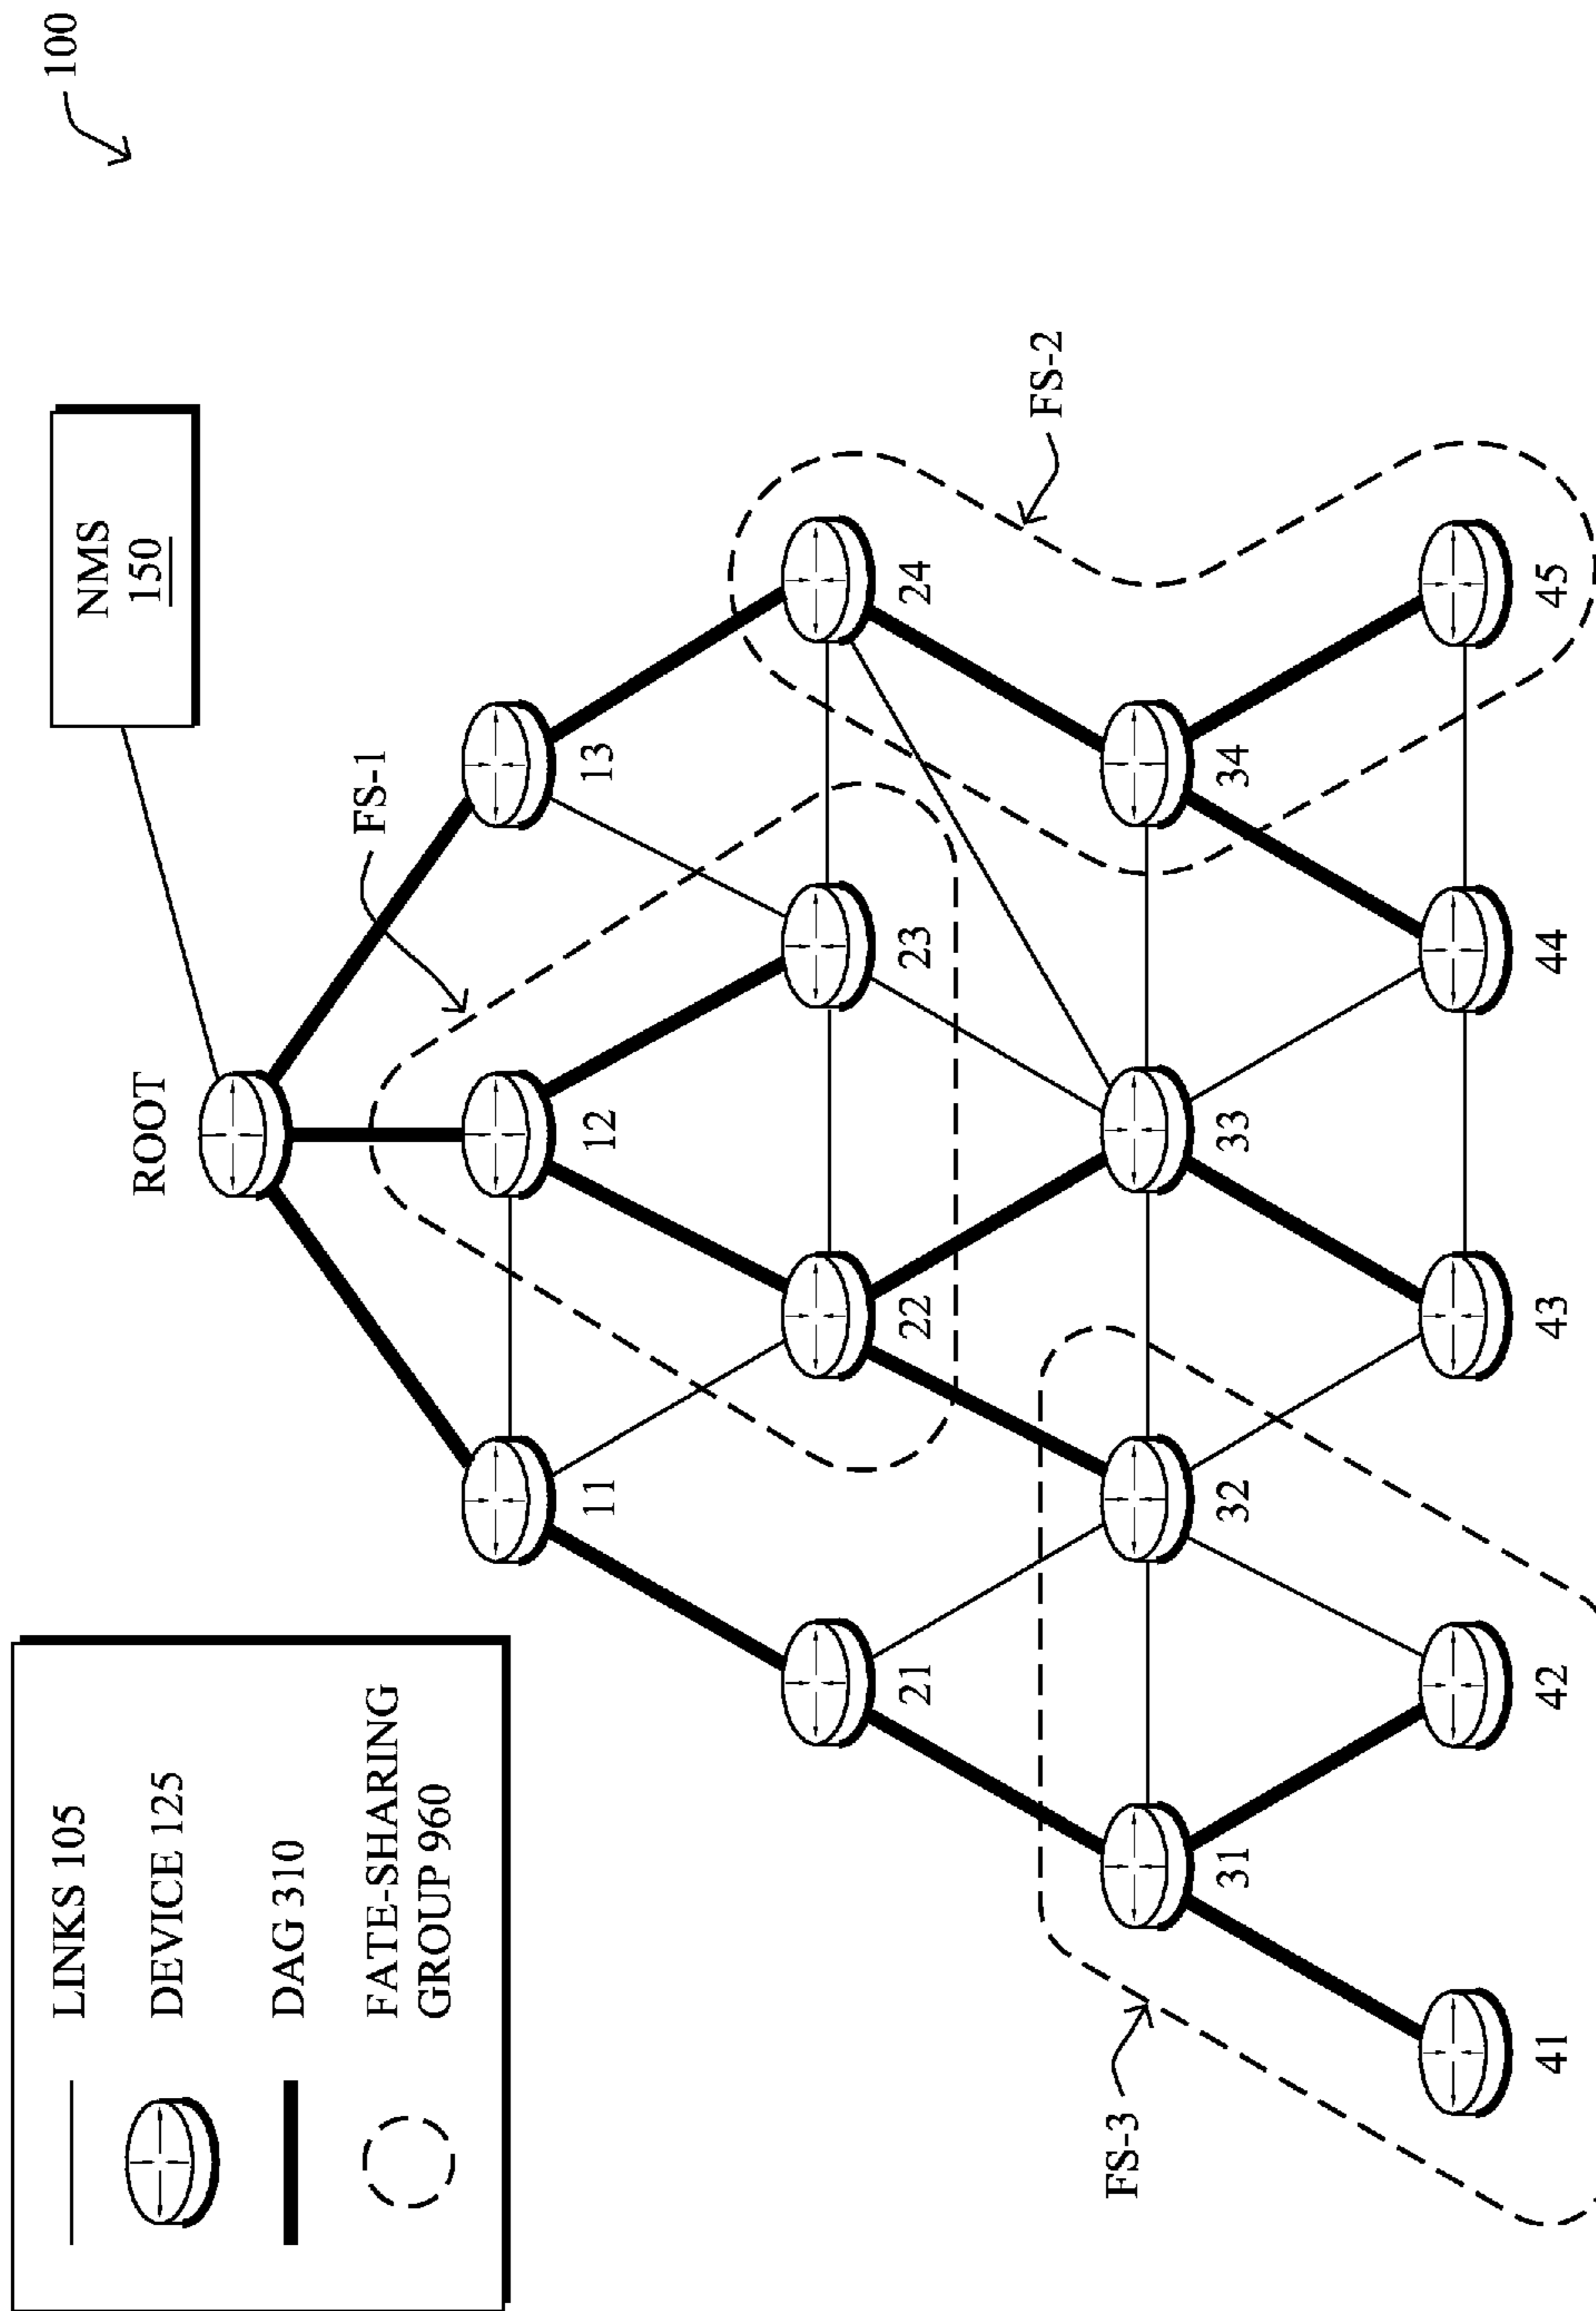 100
NMS
150
ROOT
LINKS 105
DEVICE 125
DAG 310
FATE-SHARING
GROUP 960
FS-1
11
12
13
21
22
23
24
FS-2
31
32
33
34
FS-3
41
42
43
44
45